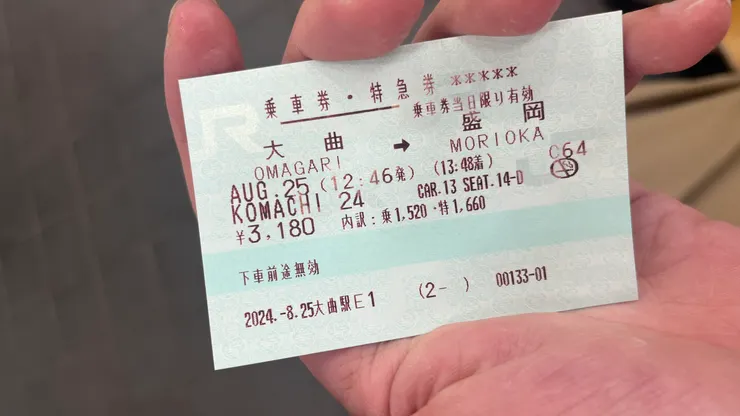 乗車券・特急券 *****
乗車券当日限り有効
大曲 → 盛岡
OMAGARI MORIOKA
AUG.25 (12:46発) (13:48着) C64
KOMACHI 24 CAR.13 SEAT.14-D
¥3,180 内訳:乗1,520・特1,660
下車前途無効
2024.-8.25大曲駅E1 (2- ) 00133-01